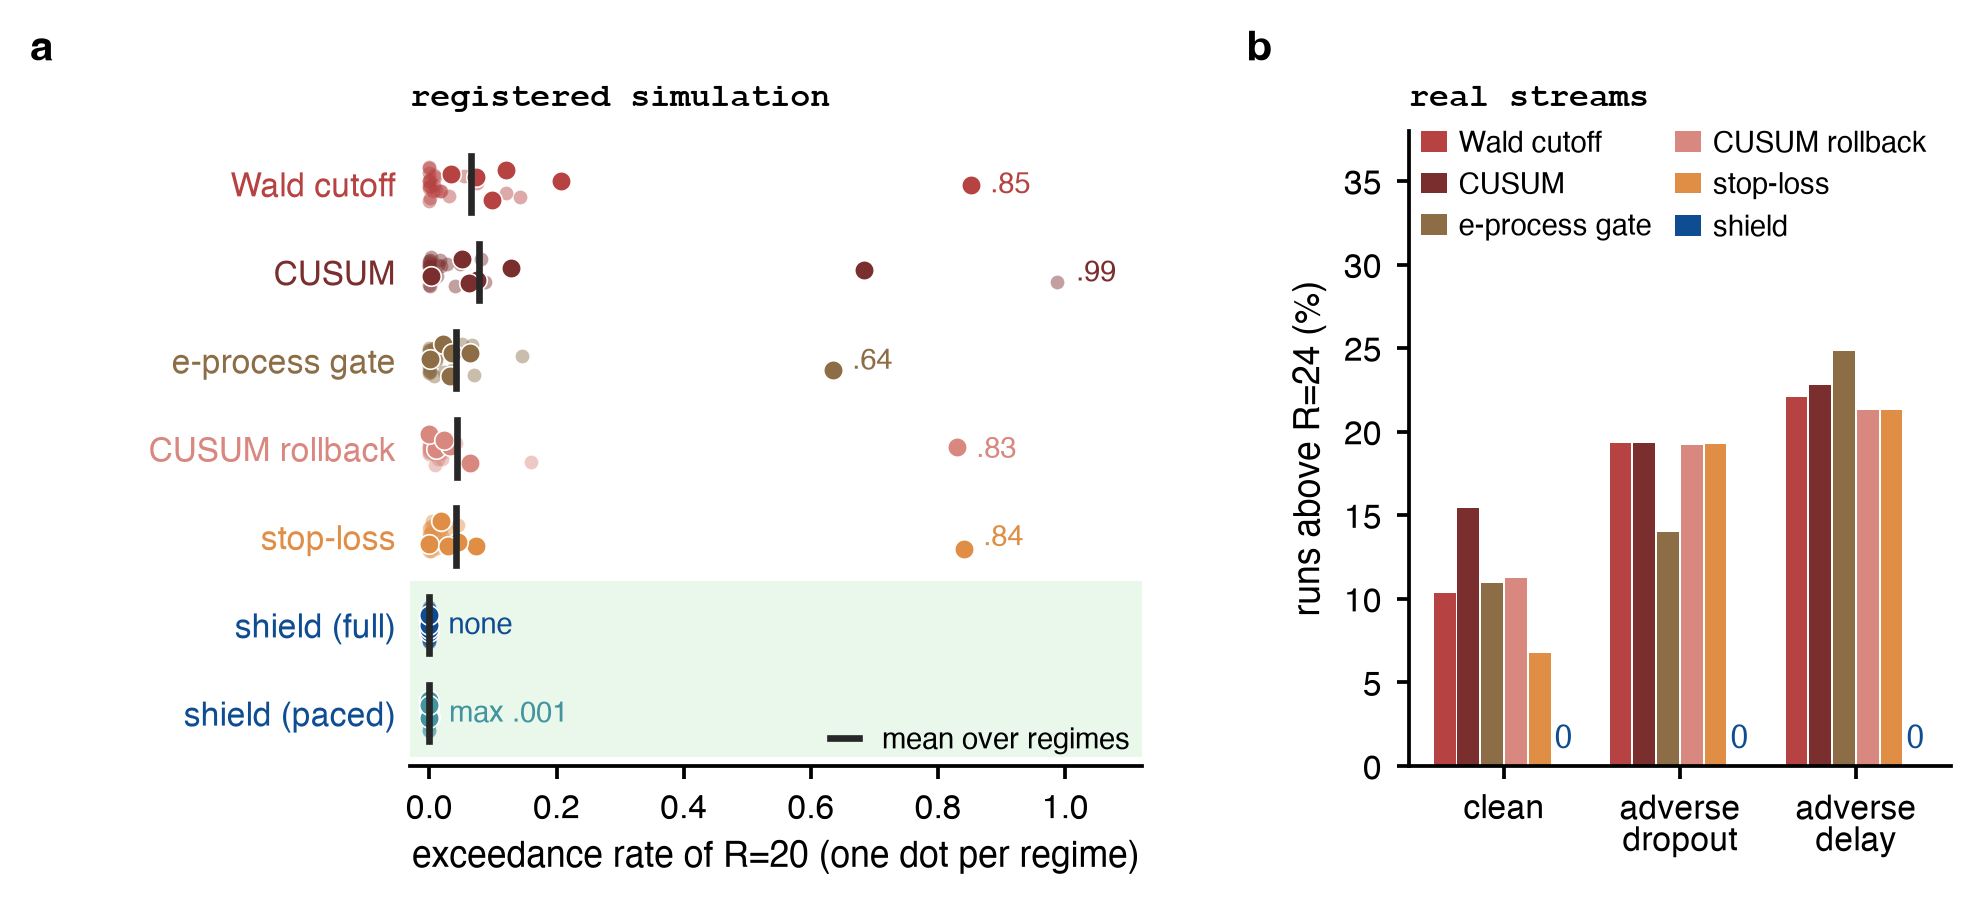 a
registered simulation
Wald cutoff
.85
CUSUM
.99
e-process gate
.64
CUSUM rollback
.83
stop-loss
.84
shield (full)
none
shield (paced)
max .001
mean over regimes
0.0 0.2 0.4 0.6 0.8 1.0
exceedance rate of R=20 (one dot per regime)
b
real streams
Wald cutoff
CUSUM
e-process gate
CUSUM rollback
stop-loss
shield
runs above R=24 (%)
35
30
25
20
15
10
5
0
0 0 0
clean
adverse
dropout
adverse
delay